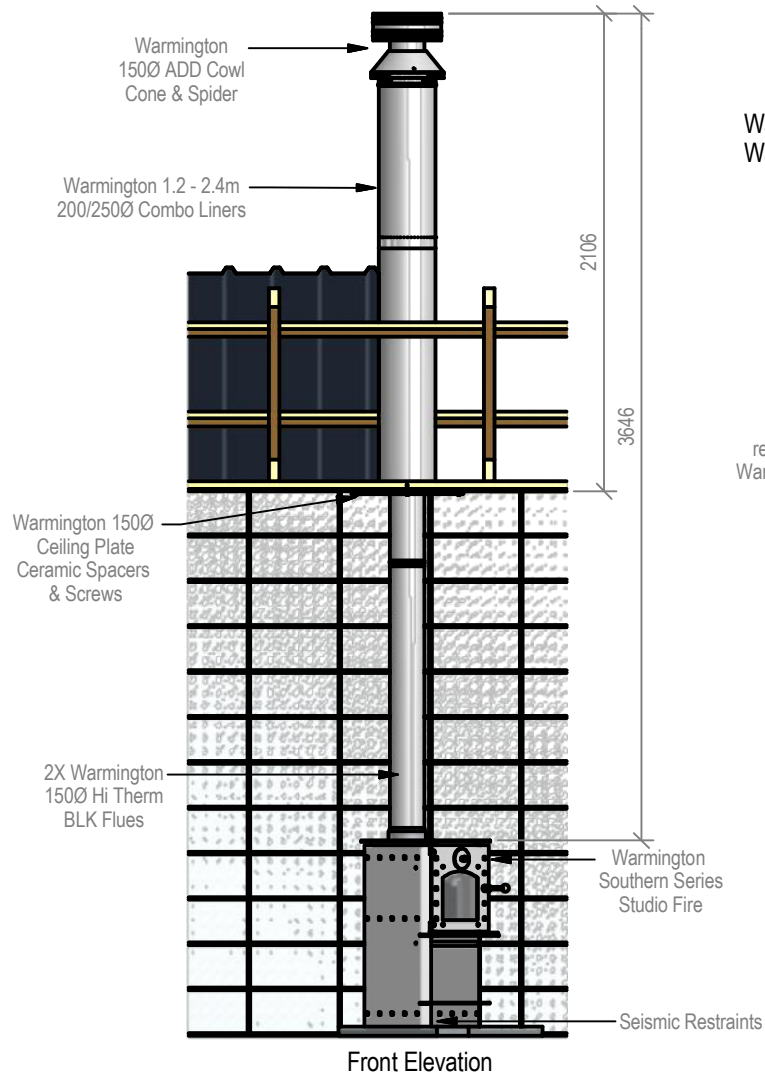 Warmington
150Ø ADD Cowl
Cone & Spider
Warmington 1.2 - 2.4m
200/250Ø Combo Liners
2106
3646
Warmington 150Ø
Ceiling Plate
Ceramic Spacers
& Screws
2X Warmington
150Ø Hi Therm
BLK Flues
Warmington
Southern Series
Studio Fire
Seismic Restraints
Front Elevation